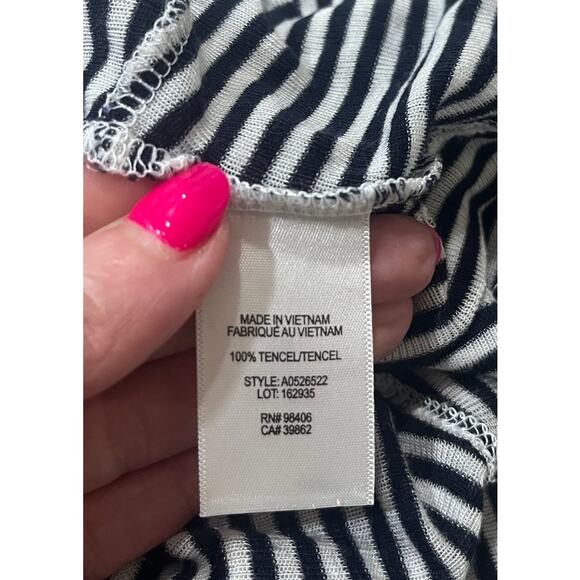 MADE IN VIETNAM
FABRIQUÉ AU VIETNAM
100% TENCEL/TENCEL
STYLE: A0526522
LOT: 162935
RN# 98406
CA# 39862